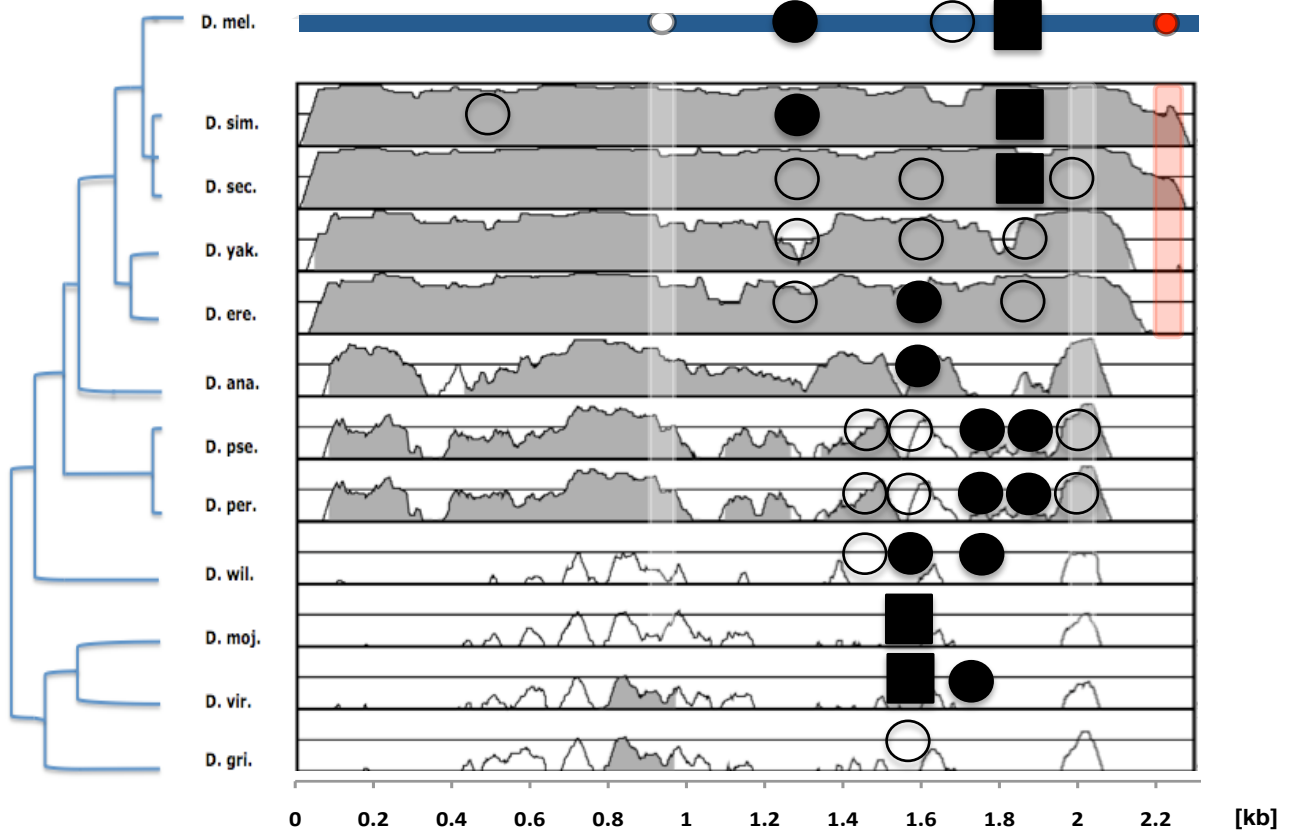 D. mel.
D. sim.
D. sec.
D. yak.
D. ere.
D. ana.
D. pse.
D. per.
D. wil.
D. moj.
D. vir.
D. gri.
0 0.2 0.4 0.6 0.8 1 1.2 1.4 1.6 1.8 2 2.2 [kb]